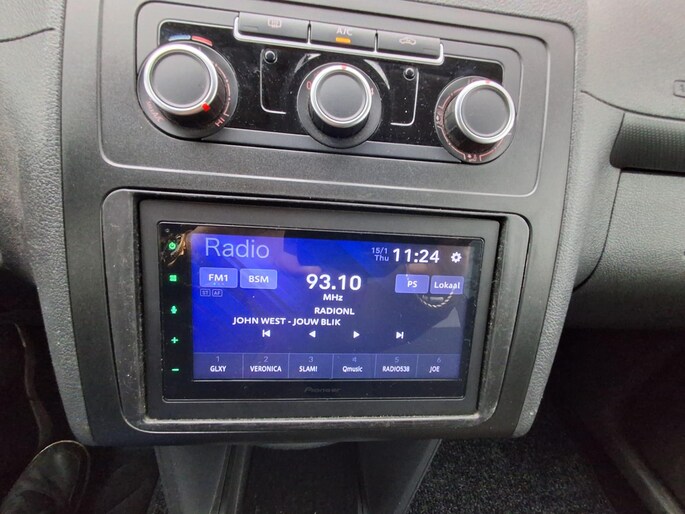 A/C
HI
Radio
15/1
Thu
11:24
FM1
BSM
93.10
MHz
PS
Lokaal
ST AF
RADIONL
JOHN WEST - JOUW BLIK
1 2 3 4 5 6
GLXY VERONICA SLAM! Qmusic RADIO538 JOE
Pioneer